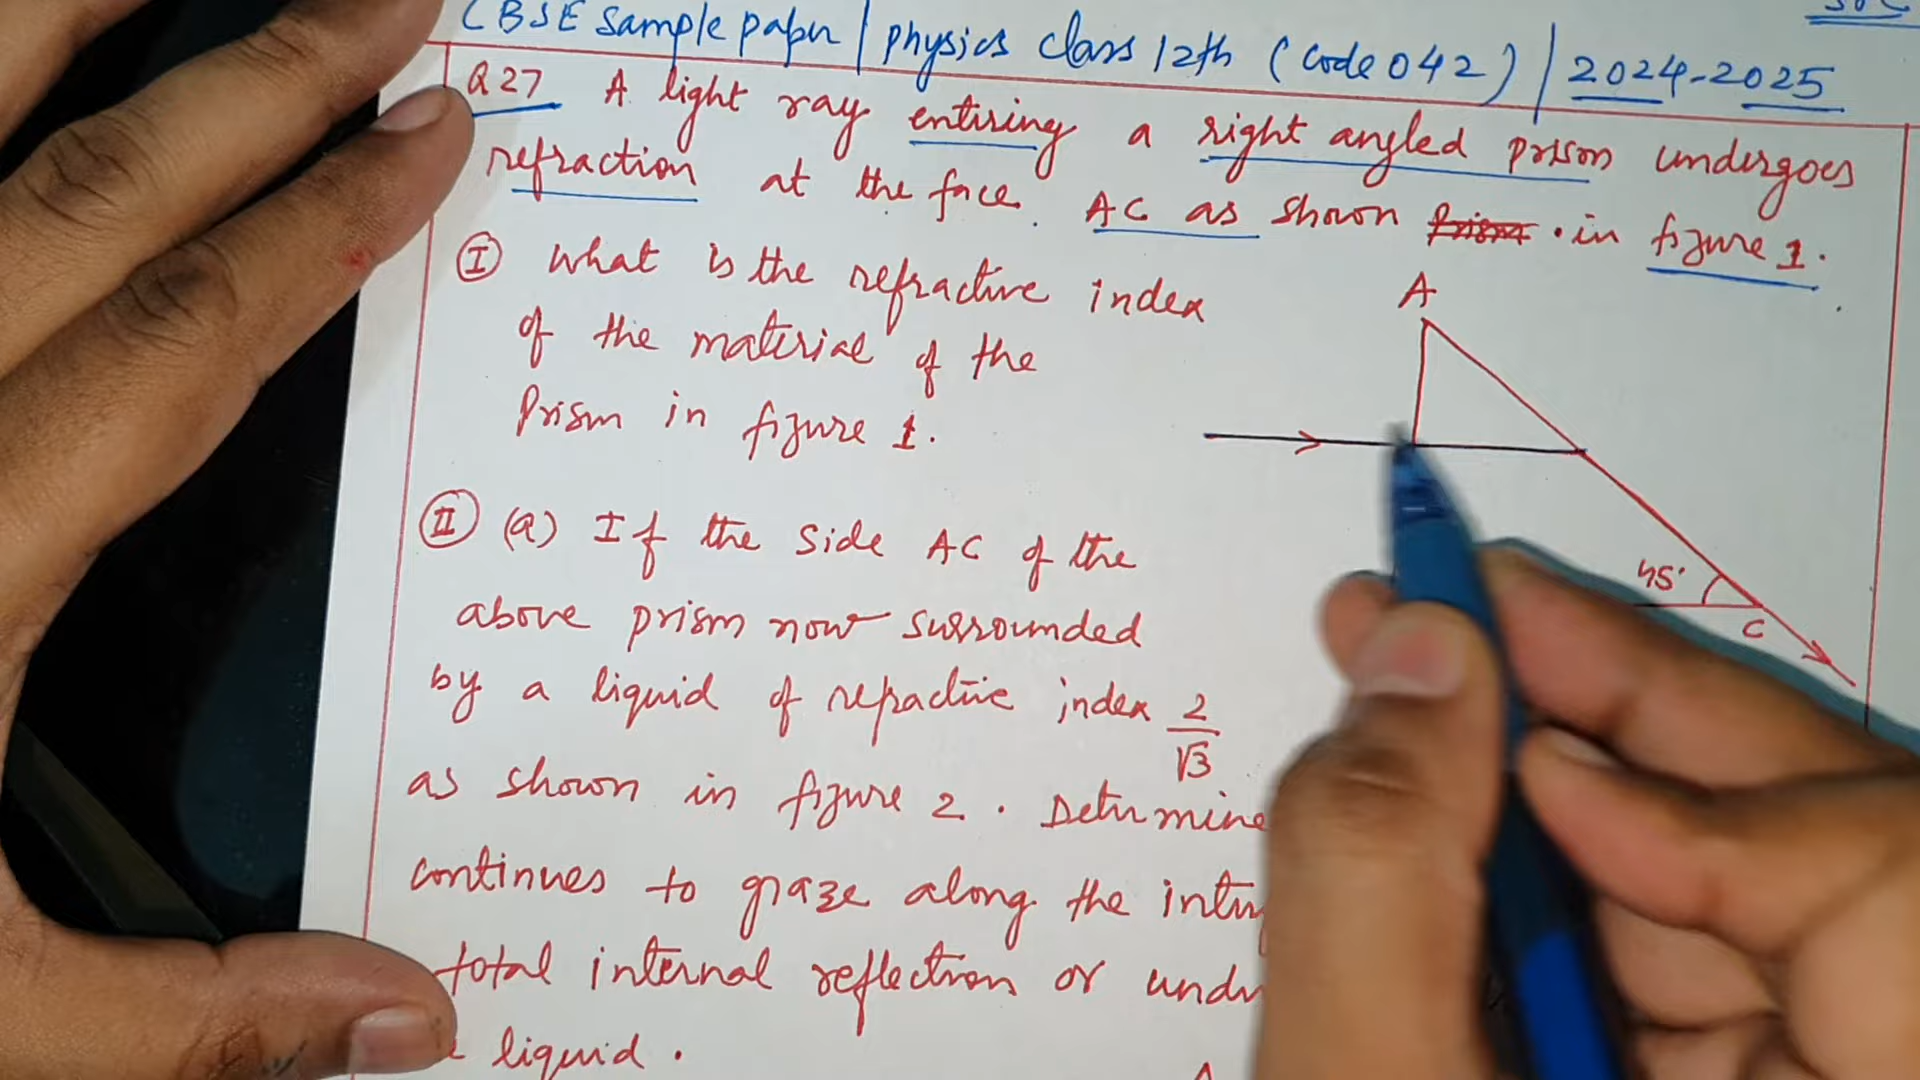 CBSE Sample paper | physics class 12th (Code 042) | 2024-2025
Q27 A light ray entiring a right angled prism undergoes
refraction at the face. AC as shown in figure 1.
I What is the refractive index
of the material of the
Prism in figure 1.
A
45°
C
II (a) If the side AC of the
above prism now surrounded
by a liquid of refractive index 2/√3
as shown in figure 2. Determine
continues to graze along the
total internal reflection or
liquid.